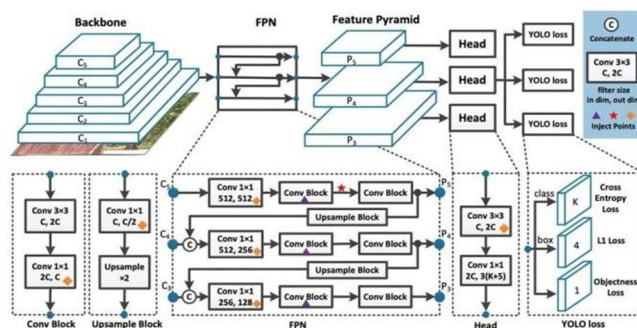 Backbone
FPN
Feature Pyramid
C5
C4
C3
C2
C1
P5
P4
P3
Head
Head
Head
YOLO loss
YOLO loss
YOLO loss
C
Concatenate
Conv 3×3
C, 2C
filter size
in dim, out dim
Inject Points
Conv 3×3
C, 2C
Conv 1×1
2C, C
Conv Block
Conv 1×1
C, C/2
Upsample
×2
Upsample Block
C5
Conv 1×1
512, 512
Conv Block
Conv Block
P5
Upsample Block
C4
C
Conv 1×1
512, 256
Conv Block
Conv Block
P4
Upsample Block
C3
C
Conv 1×1
256, 128
Conv Block
Conv Block
P3
FPN
Conv 3×3
C, 2C
Conv 1×1
2C, 3(K+5)
Head
class
K
Cross
Entropy
Loss
box
4
L1 Loss
1
Objectness
Loss
YOLO loss